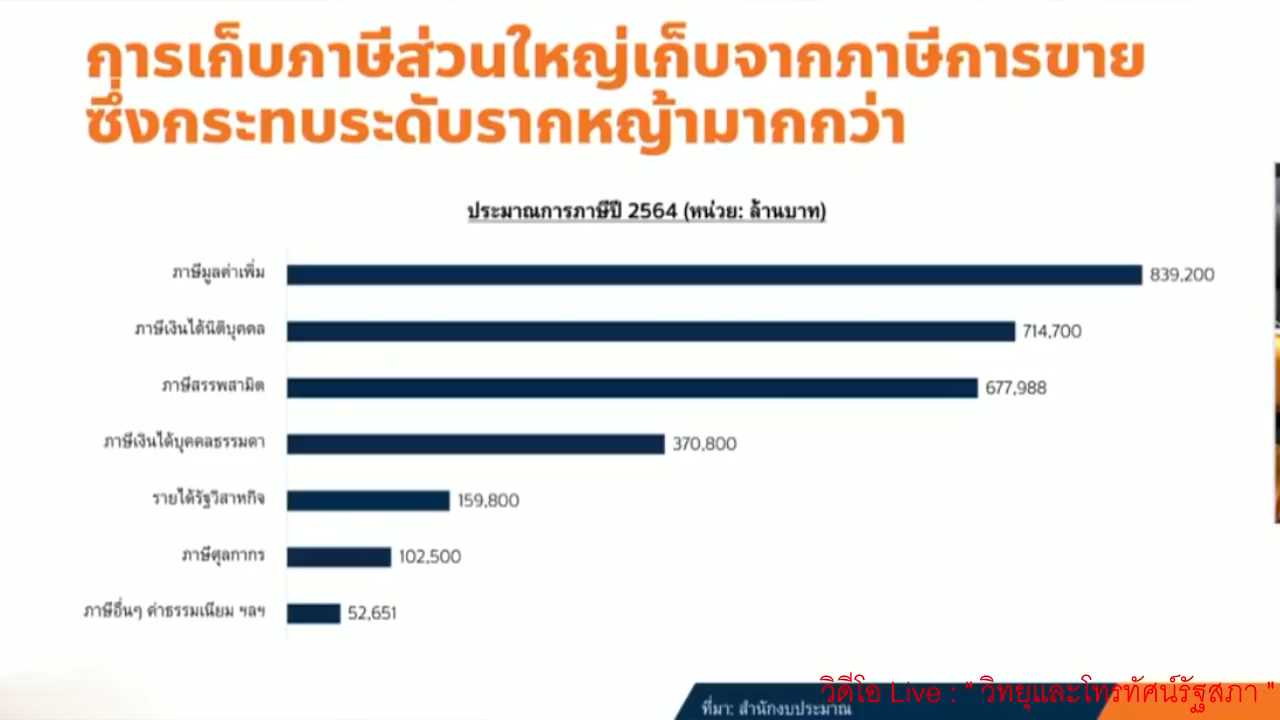 การเก็บภาษีส่วนใหญ่เก็บจากภาษีการขาย
ซึ่งกระทบระดับรากหญ้ามากกว่า
ประมาณการภาษีปี 2564 (หน่วย: ล้านบาท)
ภาษีมูลค่าเพิ่ม 839,200
ภาษีเงินได้นิติบุคคล 714,700
ภาษีสรรพสามิต 677,988
ภาษีเงินได้บุคคลธรรมดา 370,800
รายได้รัฐวิสาหกิจ 159,800
ภาษีศุลกากร 102,500
ภาษีอื่นๆ ค่าธรรมเนียม ฯลฯ 52,651
วิดีโอ Live : " วิทยุและโทรทัศน์รัฐสภา "
ที่มา: สำนักงบประมาณ